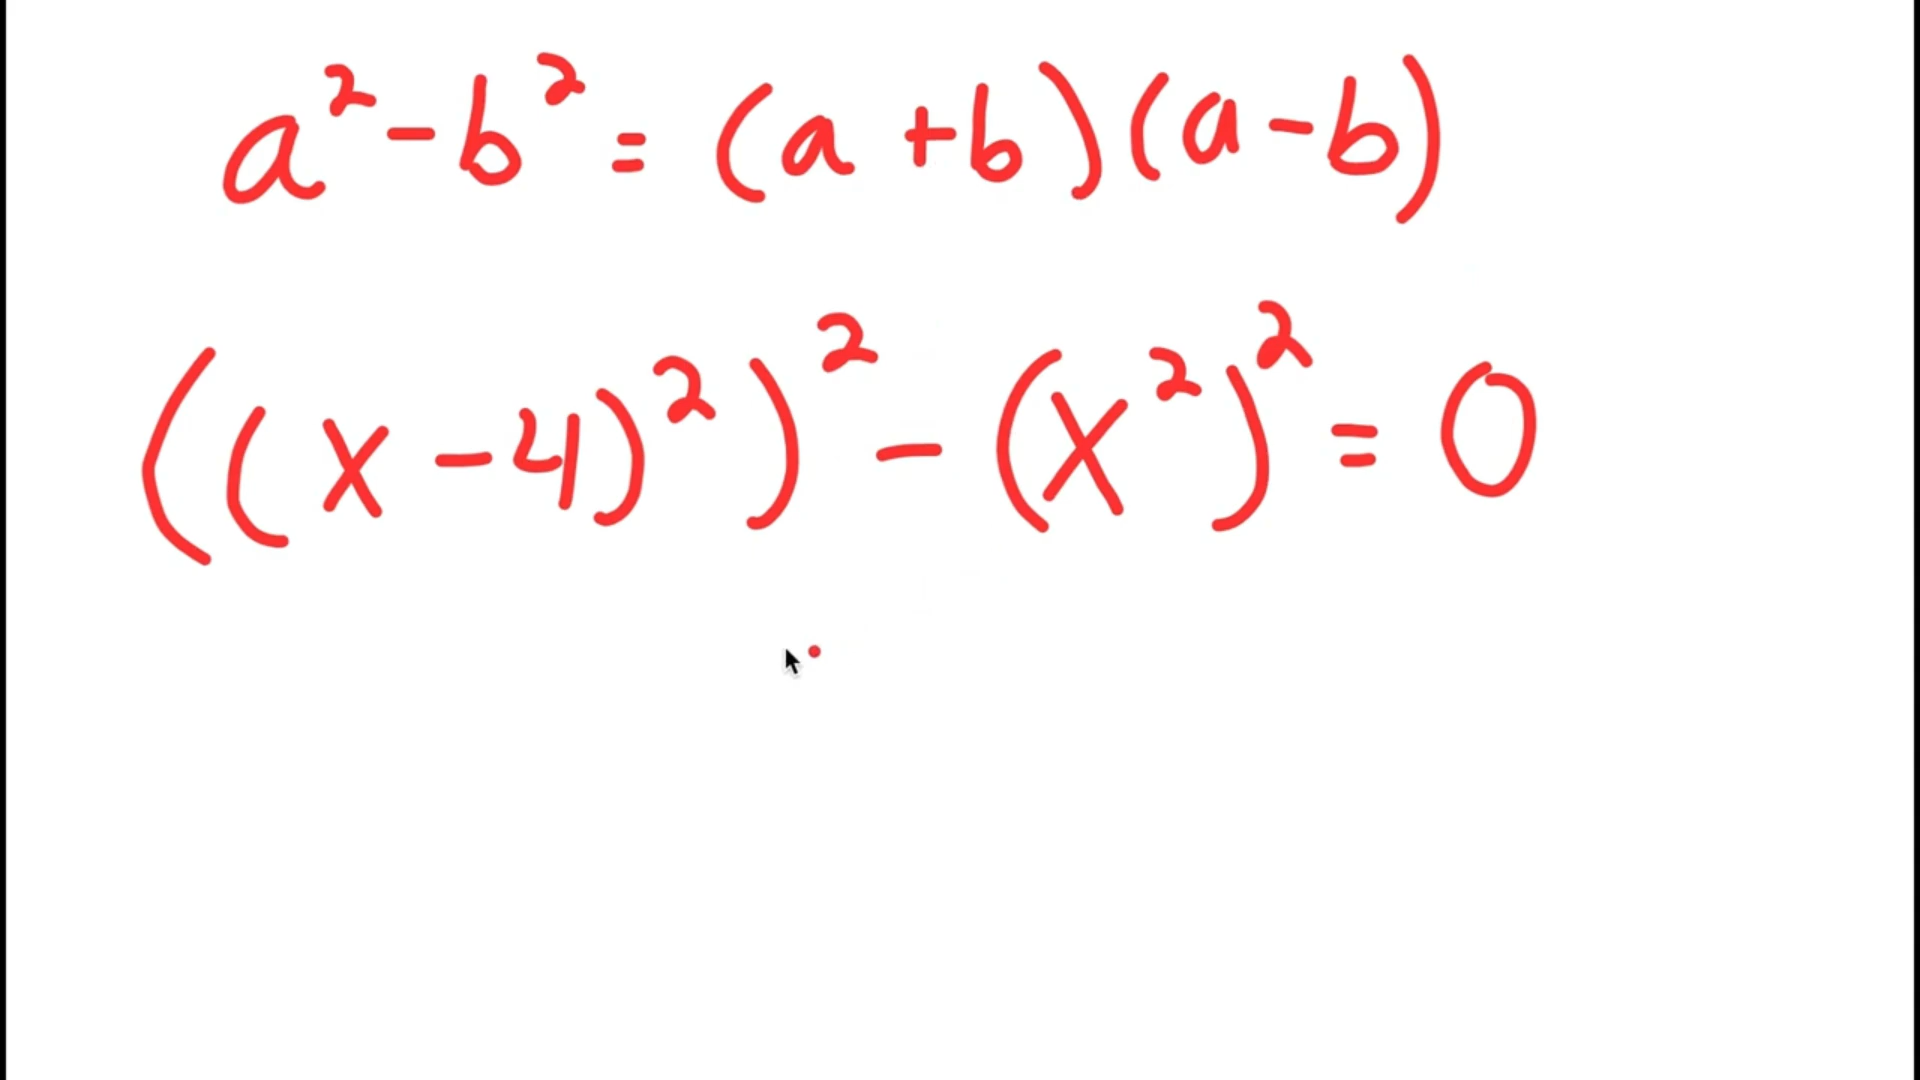 a² - b² = (a + b)(a - b)
((x - 4)²)² - (x²)² = 0